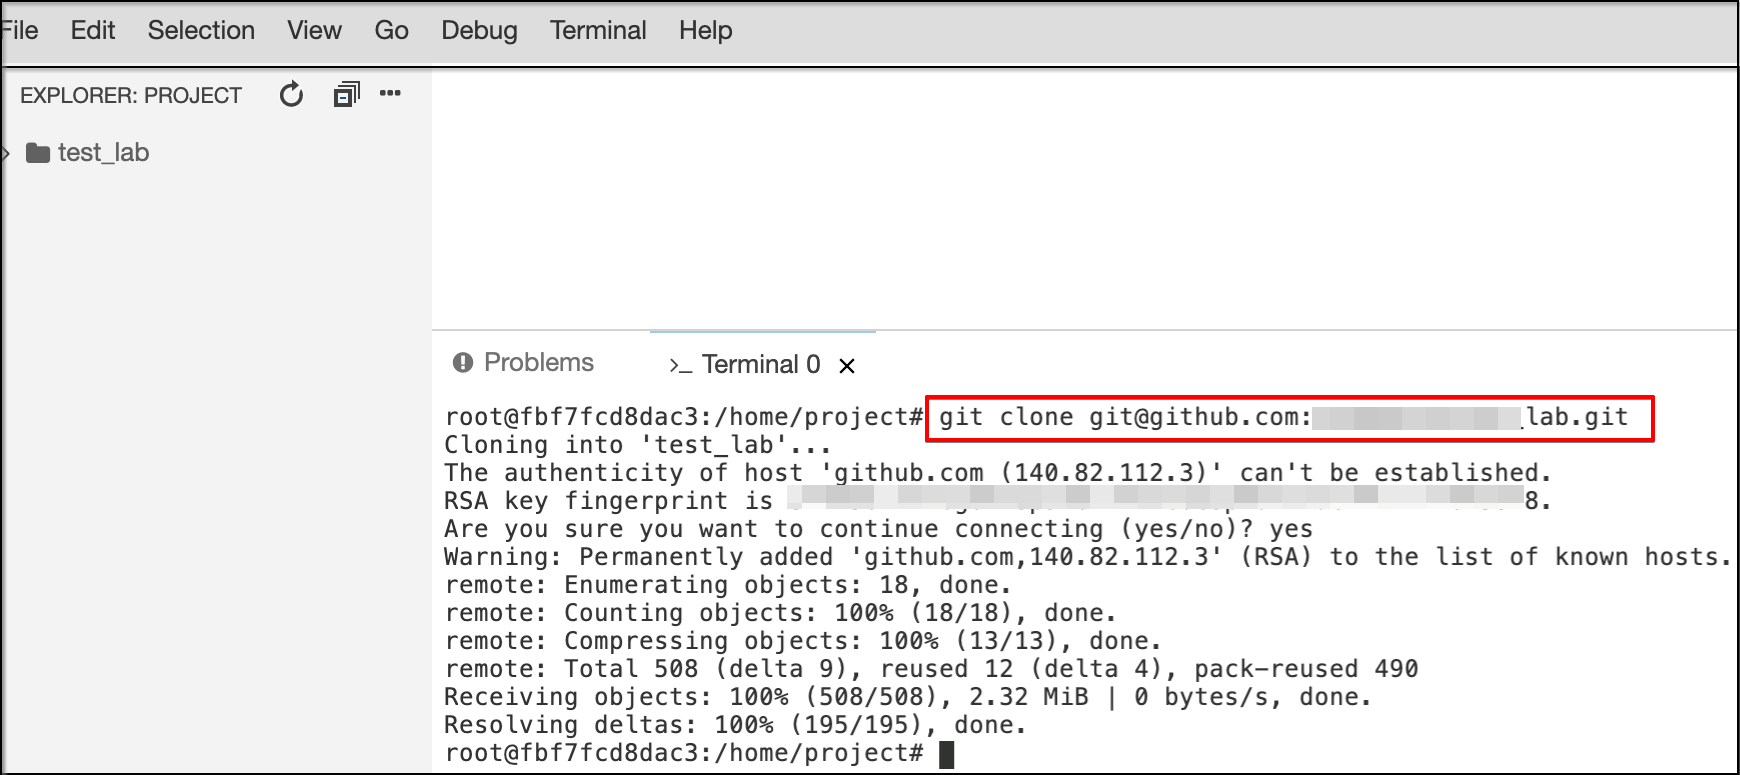 File Edit Selection View Go Debug Terminal Help
EXPLORER: PROJECT
test_lab
Problems
>_ Terminal 0 ×
root@fbf7fcd8dac3:/home/project# git clone git@github.com: _lab.git
Cloning into 'test_lab'...
The authenticity of host 'github.com (140.82.112.3)' can't be established.
RSA key fingerprint is 8.
Are you sure you want to continue connecting (yes/no)? yes
Warning: Permanently added 'github.com,140.82.112.3' (RSA) to the list of known hosts.
remote: Enumerating objects: 18, done.
remote: Counting objects: 100% (18/18), done.
remote: Compressing objects: 100% (13/13), done.
remote: Total 508 (delta 9), reused 12 (delta 4), pack-reused 490
Receiving objects: 100% (508/508), 2.32 MiB | 0 bytes/s, done.
Resolving deltas: 100% (195/195), done.
root@fbf7fcd8dac3:/home/project#